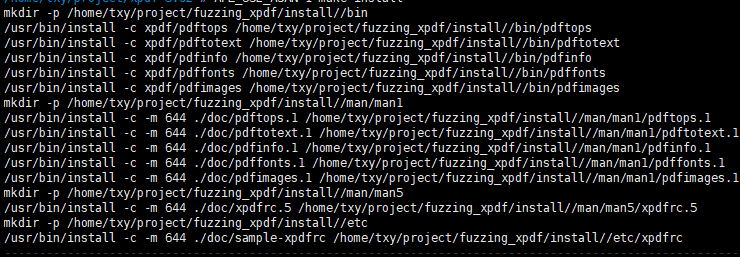 mkdir -p /home/txy/project/fuzzing_xpdf/install//bin
/usr/bin/install -c xpdf/pdftops /home/txy/project/fuzzing_xpdf/install//bin/pdftops
/usr/bin/install -c xpdf/pdftotext /home/txy/project/fuzzing_xpdf/install//bin/pdftotext
/usr/bin/install -c xpdf/pdfinfo /home/txy/project/fuzzing_xpdf/install//bin/pdfinfo
/usr/bin/install -c xpdf/pdffonts /home/txy/project/fuzzing_xpdf/install//bin/pdffonts
/usr/bin/install -c xpdf/pdfimages /home/txy/project/fuzzing_xpdf/install//bin/pdfimages
mkdir -p /home/txy/project/fuzzing_xpdf/install//man/man1
/usr/bin/install -c -m 644 ./doc/pdftops.1 /home/txy/project/fuzzing_xpdf/install//man/man1/pdftops.1
/usr/bin/install -c -m 644 ./doc/pdftotext.1 /home/txy/project/fuzzing_xpdf/install//man/man1/pdftotext.1
/usr/bin/install -c -m 644 ./doc/pdfinfo.1 /home/txy/project/fuzzing_xpdf/install//man/man1/pdfinfo.1
/usr/bin/install -c -m 644 ./doc/pdffonts.1 /home/txy/project/fuzzing_xpdf/install//man/man1/pdffonts.1
/usr/bin/install -c -m 644 ./doc/pdfimages.1 /home/txy/project/fuzzing_xpdf/install//man/man1/pdfimages.1
mkdir -p /home/txy/project/fuzzing_xpdf/install//man/man5
/usr/bin/install -c -m 644 ./doc/xpdfrc.5 /home/txy/project/fuzzing_xpdf/install//man/man5/xpdfrc.5
mkdir -p /home/txy/project/fuzzing_xpdf/install//etc
/usr/bin/install -c -m 644 ./doc/sample-xpdfrc /home/txy/project/fuzzing_xpdf/install//etc/xpdfrc